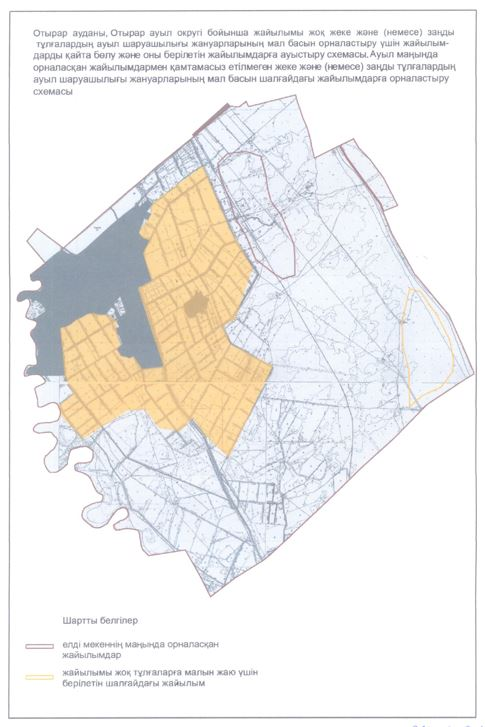 Отырар ауданы, Отырар ауыл округі бойынша жайылымы жоқ жеке және (немесе) заңды
тұлғалардың ауыл шаруашылығы жануарларының мал басын орналастыру үшін жайылым-
дарды қайта бөлу және оны берілетін жайылымдарға ауыстыру схемасы. Ауыл маңында
орналасқан жайылымдармен қамтамасыз етілмеген жеке және (немесе) заңды тұлғалардың
ауыл шаруашылығы жануарларының мал басын шалғайдағы жайылымдарға орналастыру
схемасы
Шартты белгілер
елді мекеннің маңында орналасқан
жайылымдар
жайылымы жоқ тұлғаларға малын жаю үшін
берілетін шалғайдағы жайылым